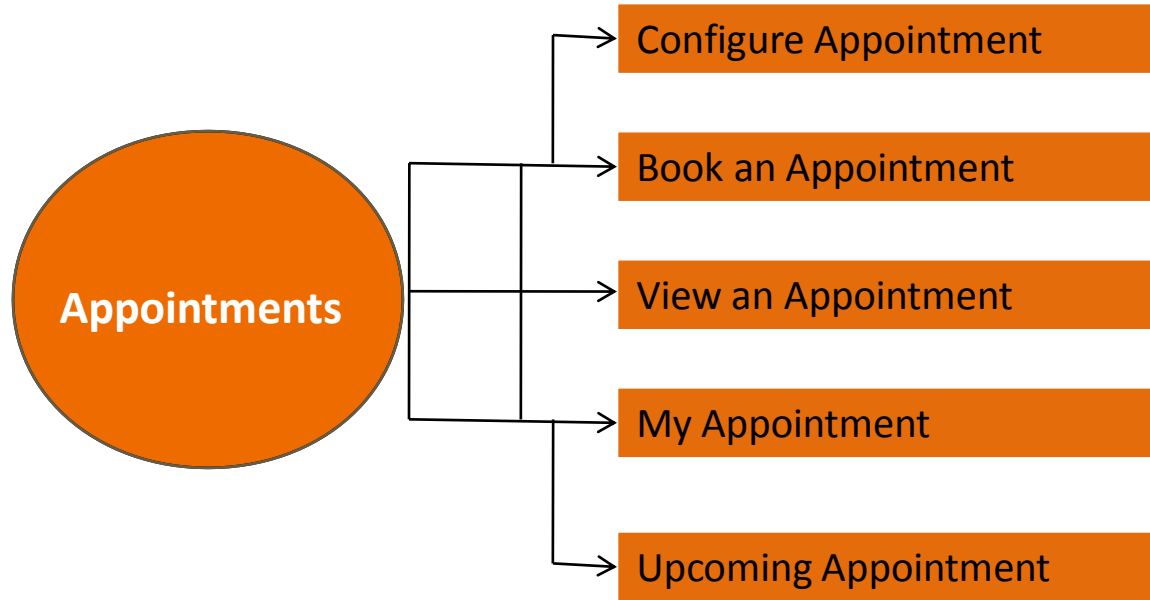 Configure Appointment
Book an Appointment
Appointments
View an Appointment
My Appointment
Upcoming Appointment